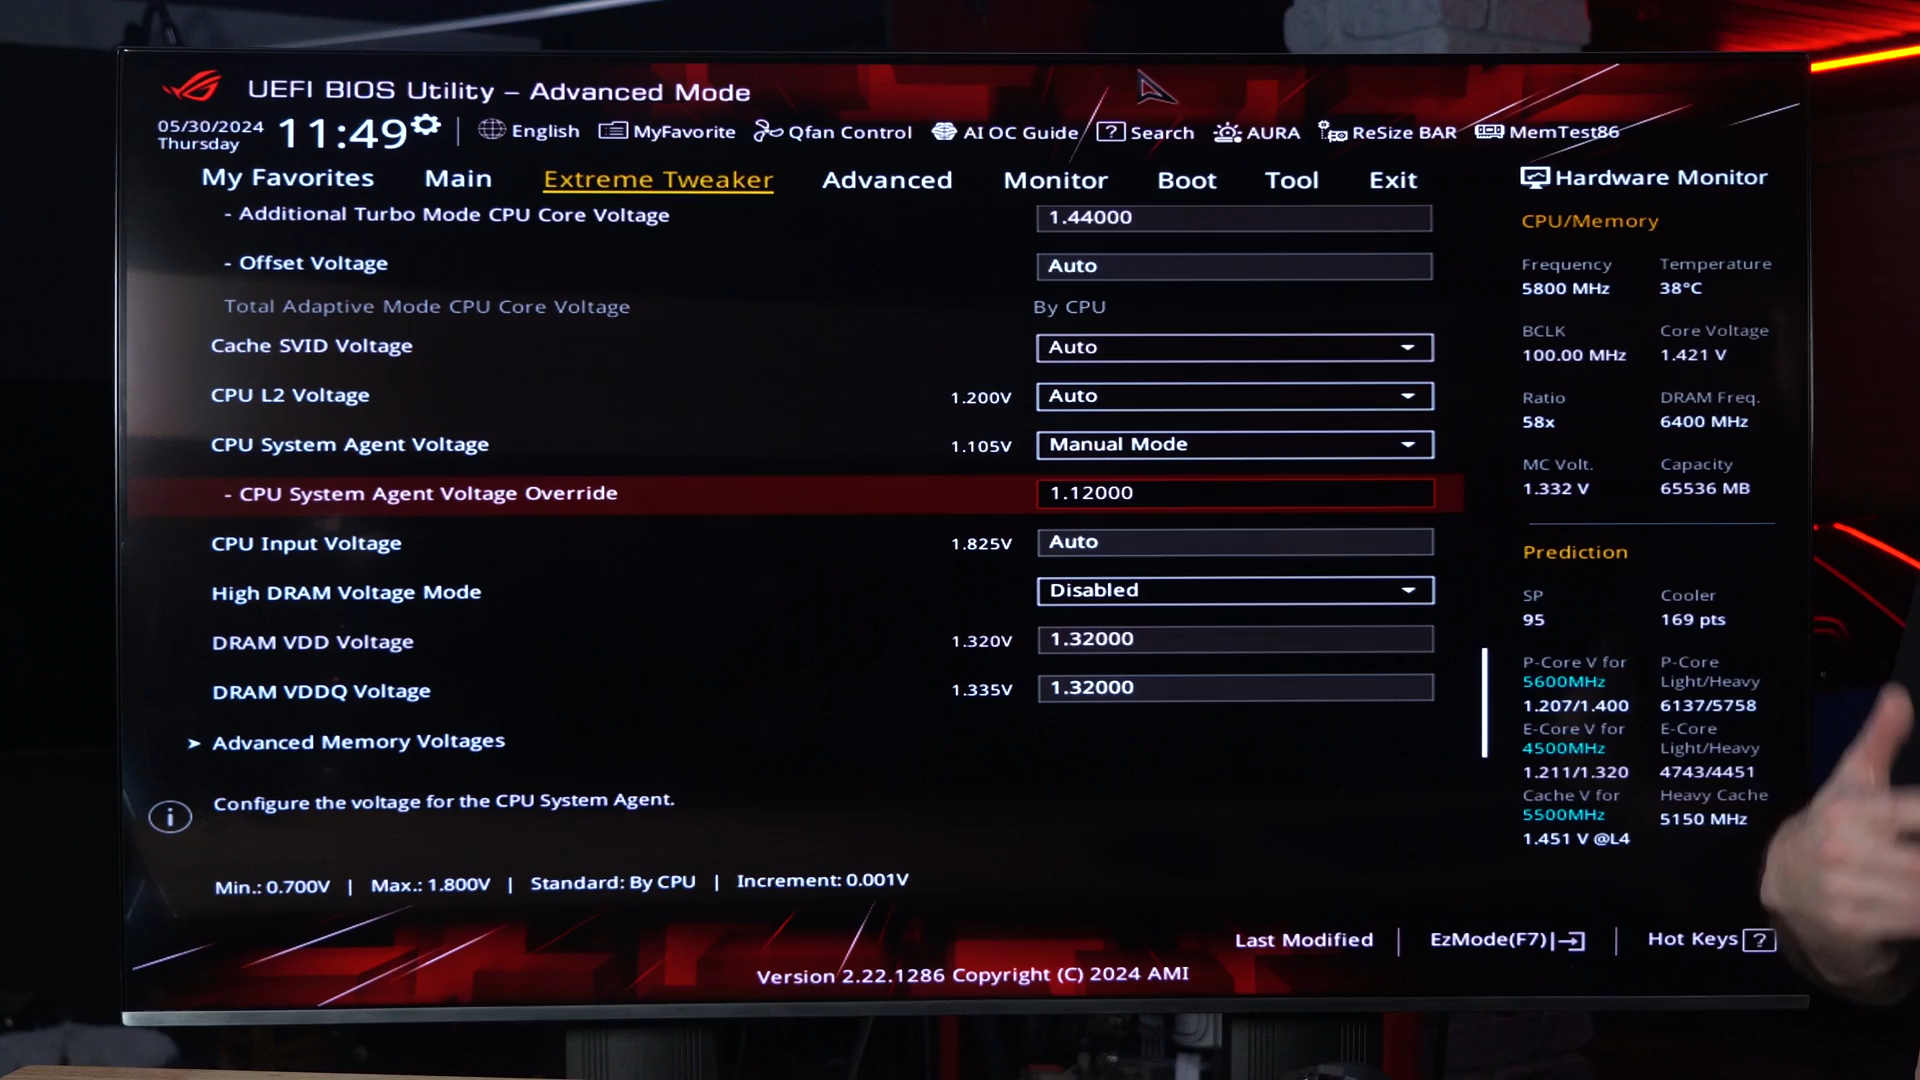 UEFI BIOS Utility – Advanced Mode
05/30/2024
Thursday
11:49
English
MyFavorite
Qfan Control
AI OC Guide
? Search
AURA
ReSize BAR
MemTest86
My Favorites
Main
Extreme Tweaker
Advanced
Monitor
Boot
Tool
Exit
- Additional Turbo Mode CPU Core Voltage 1.44000
- Offset Voltage Auto
Total Adaptive Mode CPU Core Voltage By CPU
Cache SVID Voltage Auto
CPU L2 Voltage 1.200V Auto
CPU System Agent Voltage 1.105V Manual Mode
- CPU System Agent Voltage Override 1.12000
CPU Input Voltage 1.825V Auto
High DRAM Voltage Mode Disabled
DRAM VDD Voltage 1.320V 1.32000
DRAM VDDQ Voltage 1.335V 1.32000
Advanced Memory Voltages
i Configure the voltage for the CPU System Agent.
Min.: 0.700V | Max.: 1.800V | Standard: By CPU | Increment: 0.001V
Hardware Monitor
CPU/Memory
Frequency Temperature
5800 MHz 38°C
BCLK Core Voltage
100.00 MHz 1.421 V
Ratio DRAM Freq.
58x 6400 MHz
MC Volt. Capacity
1.332 V 65536 MB
Prediction
SP Cooler
95 169 pts
P-Core V for P-Core
5600MHz Light/Heavy
1.207/1.400 6137/5758
E-Core V for E-Core
4500MHz Light/Heavy
1.211/1.320 4743/4451
Cache V for Heavy Cache
5500MHz 5150 MHz
1.451 V @L4
Last Modified | EzMode(F7) | Hot Keys ?
Version 2.22.1286 Copyright (C) 2024 AMI